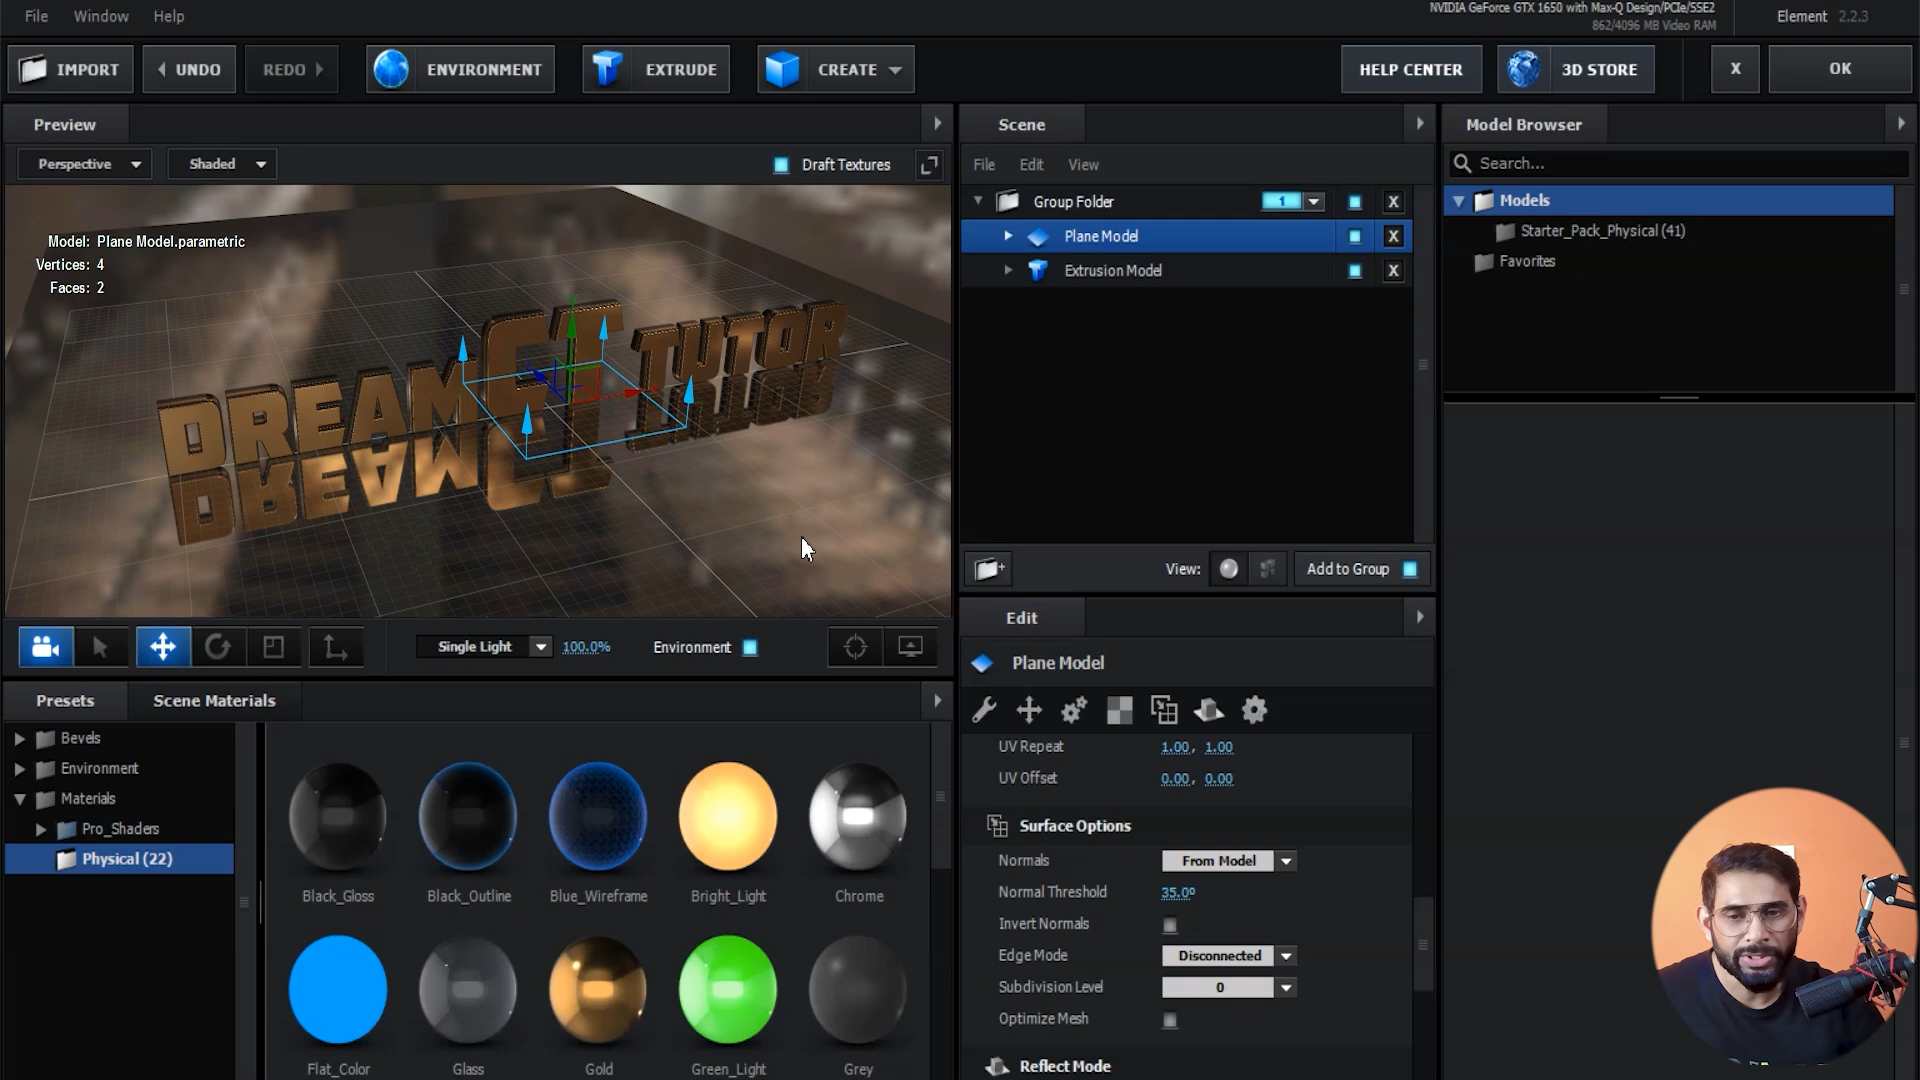 File Window Help
NVIDIA GeForce GTX 1650 with Max-Q Design/PCIe/SSE2
862/4096 MB Video RAM
Element 2.2.3
IMPORT UNDO REDO ENVIRONMENT EXTRUDE CREATE HELP CENTER 3D STORE X OK
Preview
Perspective Shaded Draft Textures
Model: Plane Model.parametric
Vertices: 4
Faces: 2
DREAM CT TUTOR
Single Light 100.0% Environment
Presets Scene Materials
Bevels
Environment
Materials
Pro_Shaders
Physical (22)
Black_Gloss Black_Outline Blue_Wireframe Bright_Light Chrome
Flat_Color Glass Gold Green_Light Grey
Scene
File Edit View
Group Folder 1 X
Plane Model X
Extrusion Model X
View: Add to Group
Edit
Plane Model
UV Repeat 1.00, 1.00
UV Offset 0.00, 0.00
Surface Options
Normals From Model
Normal Threshold 35.0º
Invert Normals
Edge Mode Disconnected
Subdivision Level 0
Optimize Mesh
Reflect Mode
Model Browser
Search...
Models
Starter_Pack_Physical (41)
Favorites